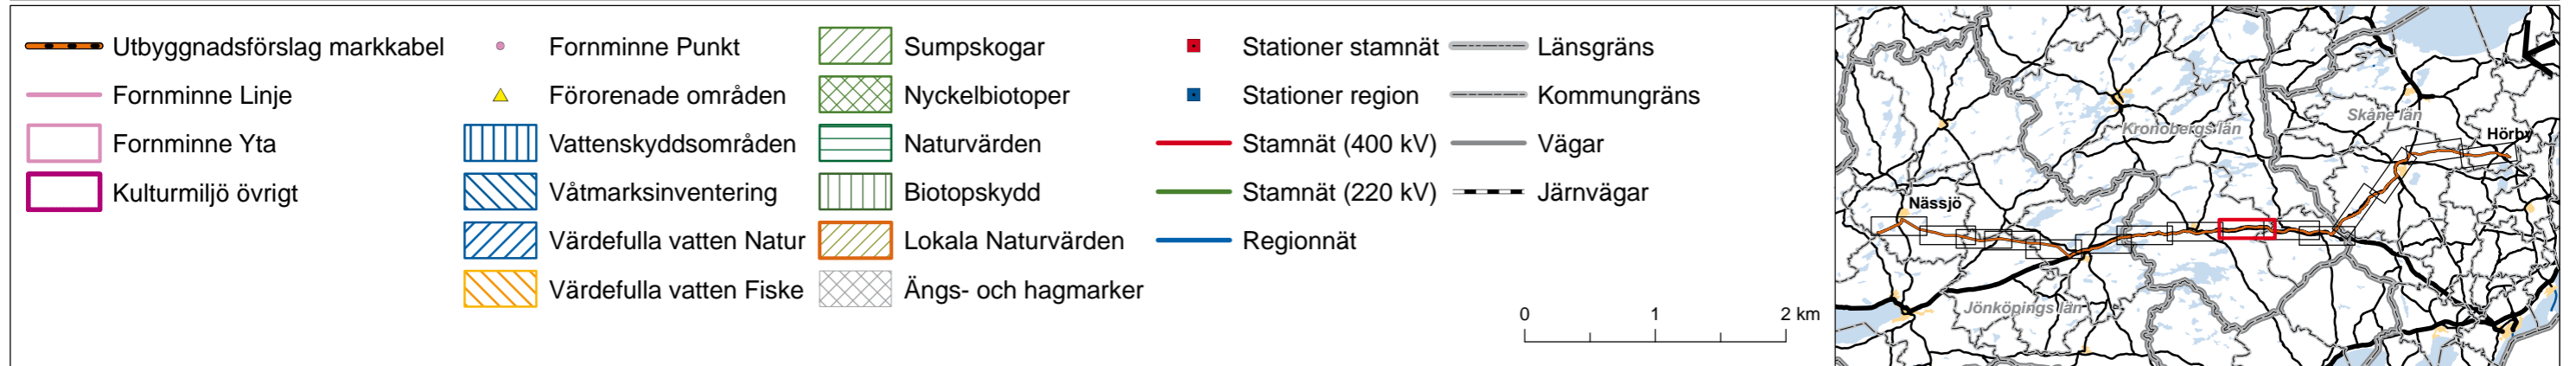 Utbyggnadsförslag markkabel
Fornminne Linje
Fornminne Yta
Kulturmiljö övrigt
Fornminne Punkt
Förorenade områden
Vattenskyddsområden
Våtmarksinventering
Värdefulla vatten Natur
Värdefulla vatten Fiske
Sumpskogar
Nyckelbiotoper
Naturvärden
Biotopskydd
Lokala Naturvärden
Ängs- och hagmarker
Stationer stamnät
Stationer region
Stamnät (400 kV)
Stamnät (220 kV)
Regionnät
Länsgräns
Kommungräns
Vägar
Järnvägar
0 1 2 km
Skåne län
Kronobergs län
Hörby
Nässjö
Jönköpings län